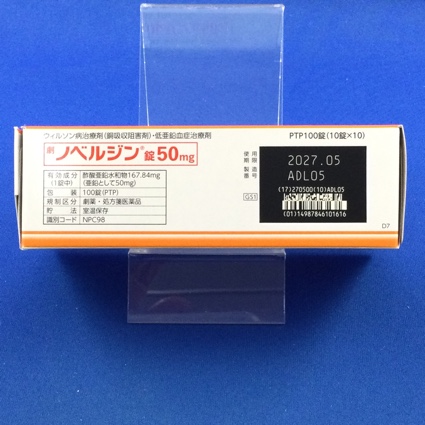 ウィルソン病治療剤(銅吸収阻害剤)・低亜鉛血症治療剤
PTP100錠(10錠×10)
劇 ノベルジン®錠50mg
使用期限 2027.05
製造番号 ADL05
有効成分(1錠中) 酢酸亜鉛水和物167.84mg
(亜鉛として50mg)
包装 100錠(PTP)
規制区分 劇薬・処方箋医薬品
貯法 室温保存
識別コード NPC98
GS1
(17)270500(10)ADL05
(01)14987846101616
D7